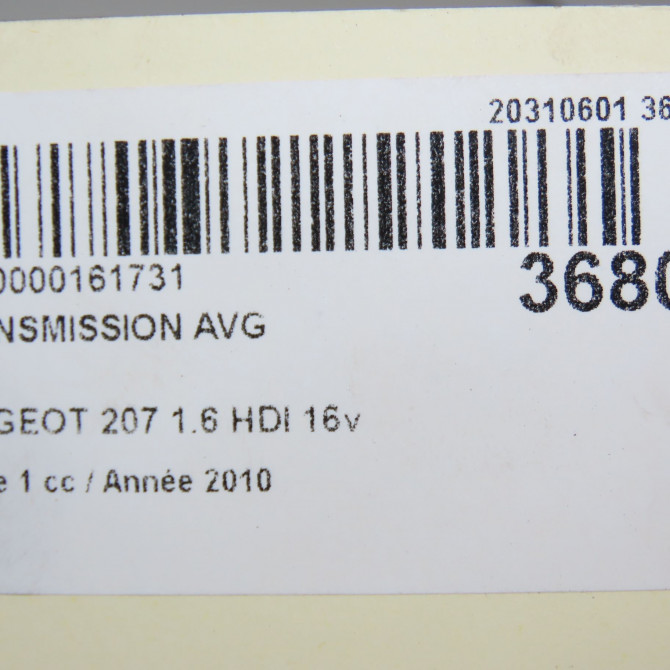 20310601 36
0000161731
3680
NSMISSION AVG
GEOT 207 1.6 HDI 16v
e 1 cc / Année 2010